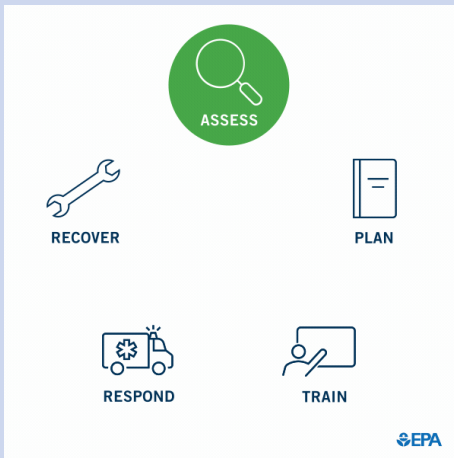 ASSESS
RECOVER
PLAN
RESPOND
TRAIN
EPA